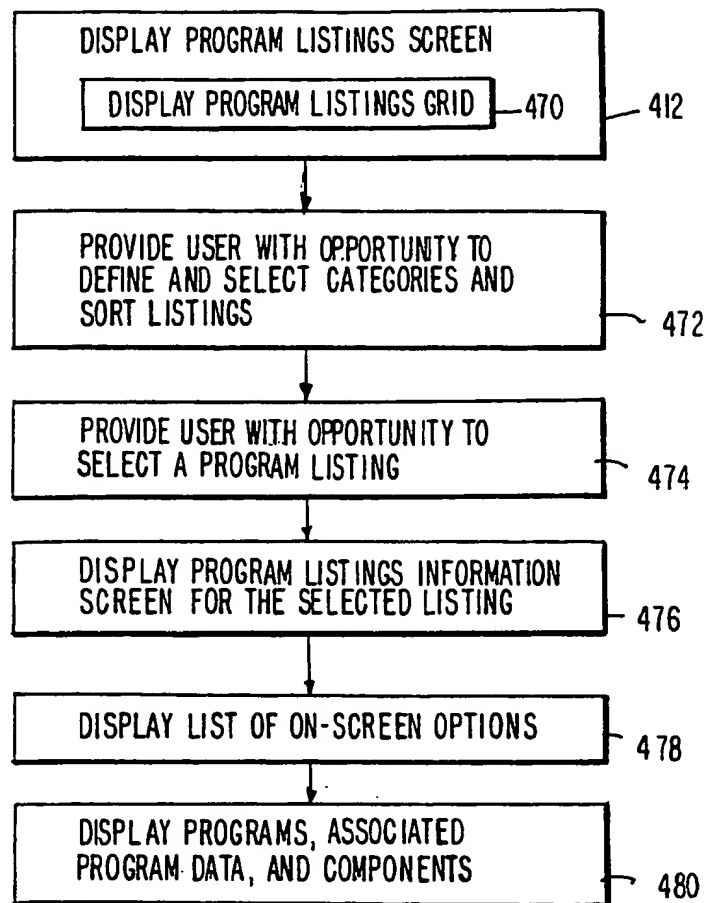 DISPLAY PROGRAM LISTINGS SCREEN
DISPLAY PROGRAM LISTINGS GRID
470
412
PROVIDE USER WITH OPPORTUNITY TO
DEFINE AND SELECT CATEGORIES AND
SORT LISTINGS
472
PROVIDE USER WITH OPPORTUNITY TO
SELECT A PROGRAM LISTING
474
DISPLAY PROGRAM LISTINGS INFORMATION
SCREEN FOR THE SELECTED LISTING
476
DISPLAY LIST OF ON-SCREEN OPTIONS
478
DISPLAY PROGRAMS, ASSOCIATED
PROGRAM DATA, AND COMPONENTS
480